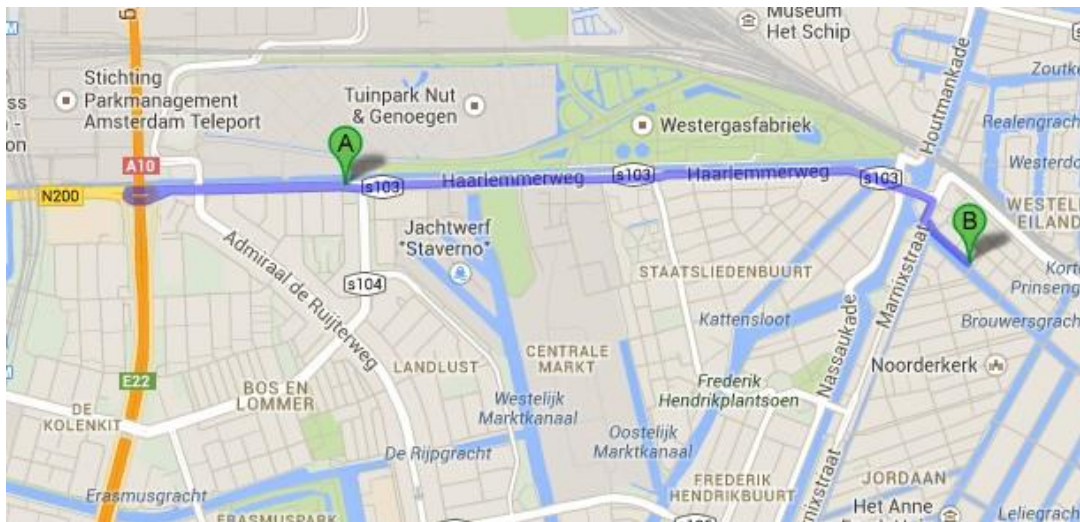 Museum
Het Schip
Stichting
Parkmanagement
Amsterdam Teleport
Tuinpark Nut
& Genoegen
Westergasfabriek
Houtmankade
Zoutke
Realengrach
Westerdo
A10
A
s103
Haarlemmerweg
s103
Haarlemmerweg
s103
N200
WESTEL
EILAND
B
Jachtwerf
"Staverno"
Admiraal de Ruijterweg
s104
STAATSLIEDENBUURT
Marnixstraat
Korte
Prinseng
Kattensloot
Brouwersgrach
Nassaukade
CENTRALE
MARKT
LANDLUST
Noorderkerk
E22
BOS EN
LOMMER
Frederik
Hendrikplantsoen
DE
KOLENKIT
Westelijk
Marktkanaal
Oostelijk
Marktkanaal
De Rijpgracht
FREDERIK
HENDRIKBUURT
JORDAAN
Erasmusgracht
ERASMUSPARK
Het Anne
Leliegrach